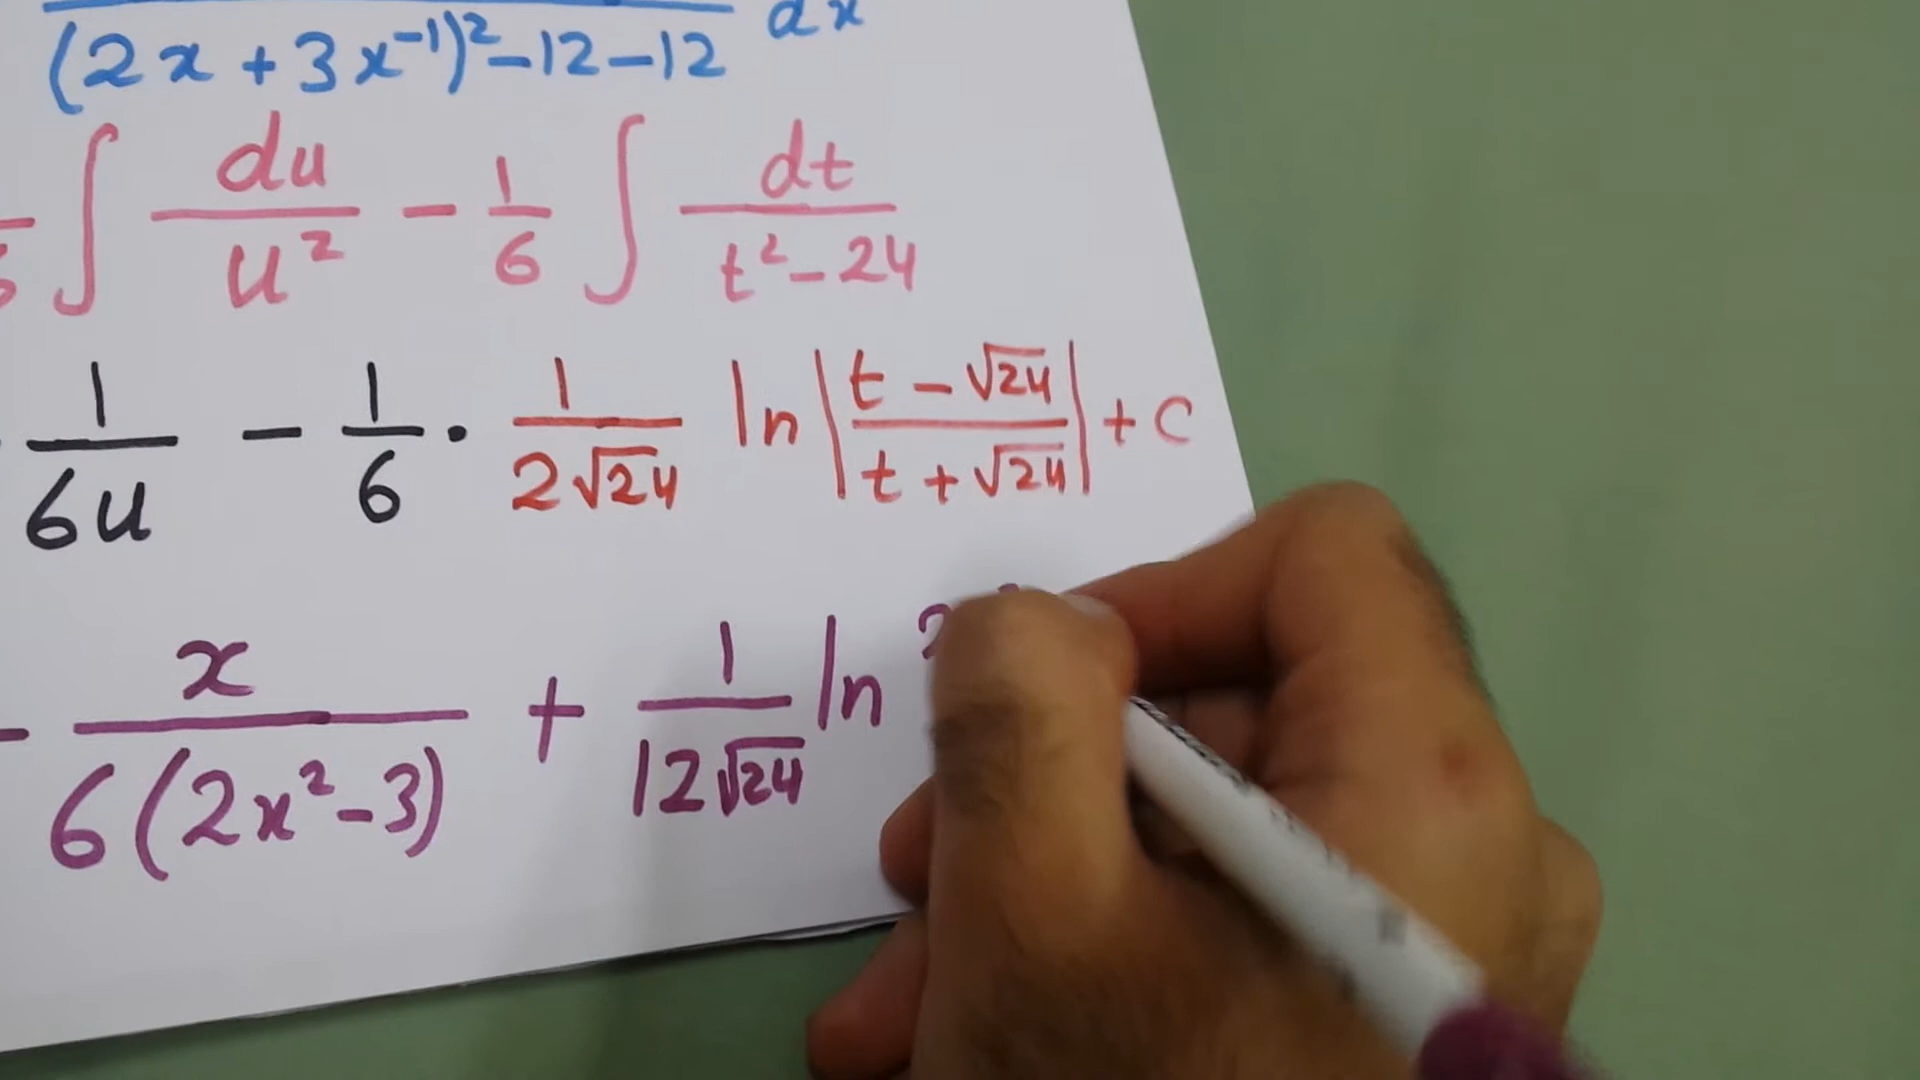 (2x + 3x⁻¹)² - 12 - 12 dx
∫ du/u² - 1/6 ∫ dt/(t² - 24)
1/6u - 1/6 · 1/2√24 ln |(t - √24)/(t + √24)| + C
- x/6(2x² - 3) + 1/12√24 ln 2